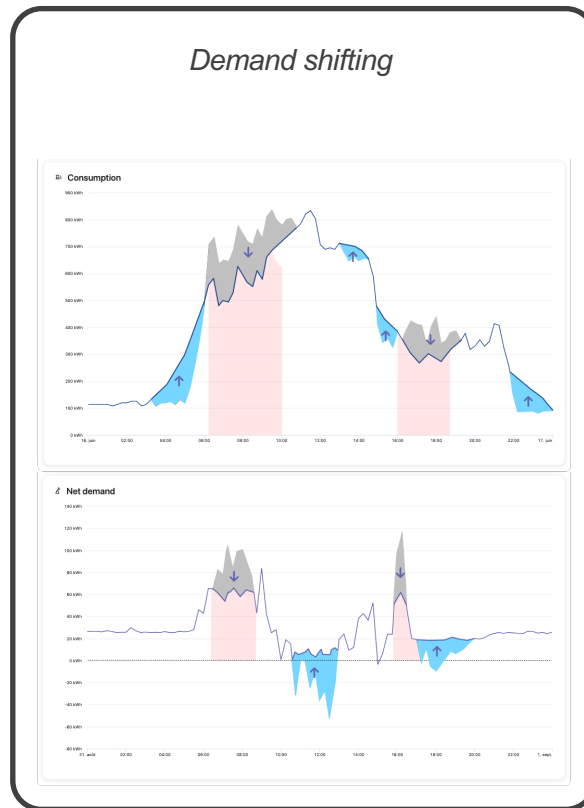 Demand shifting
Consumption
900 kWh
800 kWh
700 kWh
600 kWh
500 kWh
400 kWh
300 kWh
200 kWh
100 kWh
0 kWh
16. juin 02:00 04:00 06:00 08:00 10:00 12:00 14:00 16:00 18:00 20:00 22:00 17. juin
Net demand
140 kWh
120 kWh
100 kWh
80 kWh
60 kWh
40 kWh
20 kWh
0 kWh
-20 kWh
-40 kWh
-60 kWh
-80 kWh
31. août 02:00 04:00 06:00 08:00 10:00 12:00 14:00 16:00 18:00 20:00 22:00 1. sept.